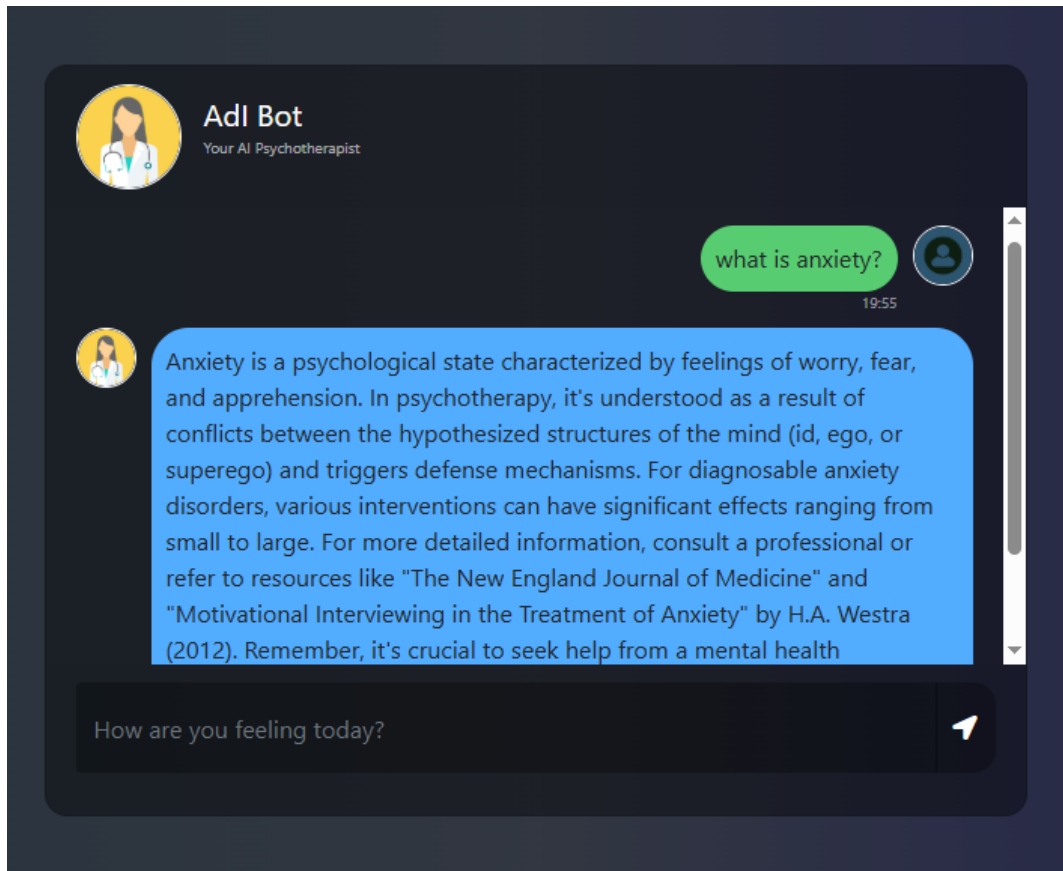 AdI Bot
Your AI Psychotherapist
what is anxiety?
19:55
Anxiety is a psychological state characterized by feelings of worry, fear,
and apprehension. In psychotherapy, it's understood as a result of
conflicts between the hypothesized structures of the mind (id, ego, or
superego) and triggers defense mechanisms. For diagnosable anxiety
disorders, various interventions can have significant effects ranging from
small to large. For more detailed information, consult a professional or
refer to resources like "The New England Journal of Medicine" and
"Motivational Interviewing in the Treatment of Anxiety" by H.A. Westra
(2012). Remember, it's crucial to seek help from a mental health
How are you feeling today?